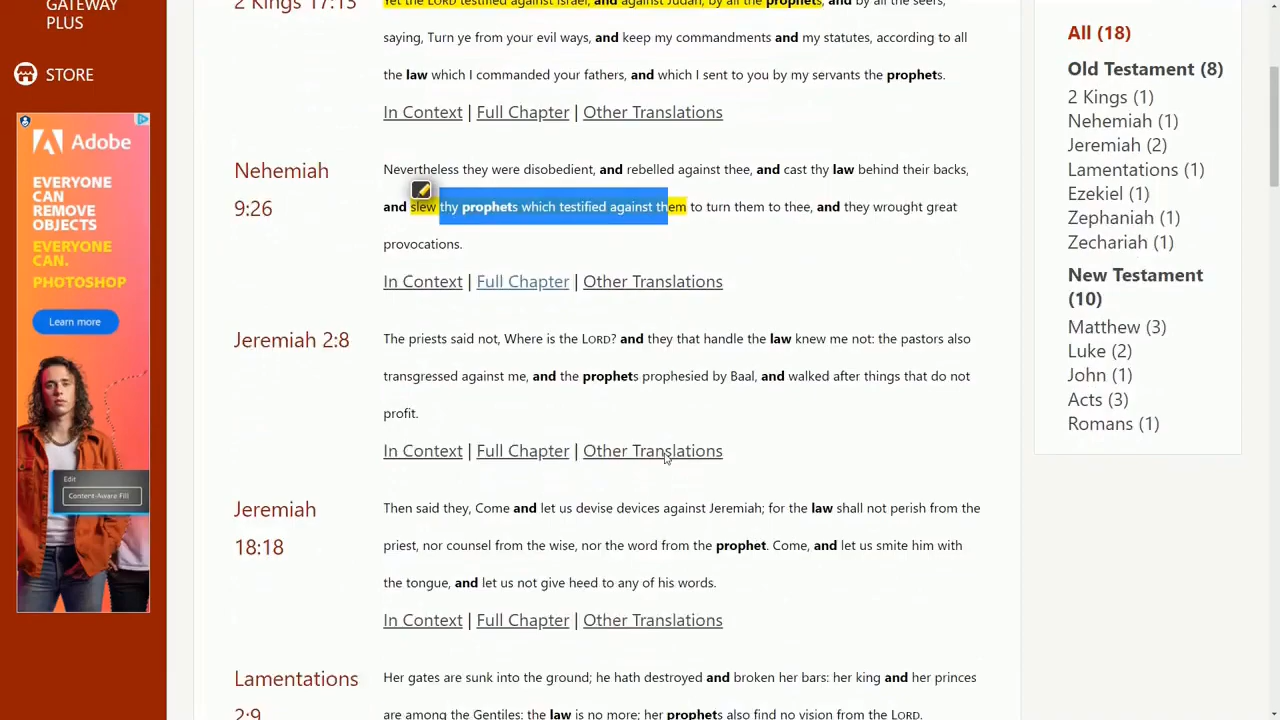 GATEWAY
PLUS
STORE
Adobe
EVERYONE
CAN
REMOVE
OBJECTS
EVERYONE
CAN.
PHOTOSHOP
Learn more
Edit
Content-Aware Fill
2 Kings 17:13
Yet the LORD testified against Israel, and against Judah, by all the prophets, and by all the seers,
saying, Turn ye from your evil ways, and keep my commandments and my statutes, according to all
the law which I commanded your fathers, and which I sent to you by my servants the prophets.
In Context | Full Chapter | Other Translations
Nehemiah
9:26
Nevertheless they were disobedient, and rebelled against thee, and cast thy law behind their backs,
and slew thy prophets which testified against them to turn them to thee, and they wrought great
provocations.
In Context | Full Chapter | Other Translations
Jeremiah 2:8
The priests said not, Where is the LORD? and they that handle the law knew me not: the pastors also
transgressed against me, and the prophets prophesied by Baal, and walked after things that do not
profit.
In Context | Full Chapter | Other Translations
Jeremiah
18:18
Then said they, Come and let us devise devices against Jeremiah; for the law shall not perish from the
priest, nor counsel from the wise, nor the word from the prophet. Come, and let us smite him with
the tongue, and let us not give heed to any of his words.
In Context | Full Chapter | Other Translations
Lamentations
2:9
Her gates are sunk into the ground; he hath destroyed and broken her bars: her king and her princes
are among the Gentiles: the law is no more; her prophets also find no vision from the LORD.
All (18)
Old Testament (8)
2 Kings (1)
Nehemiah (1)
Jeremiah (2)
Lamentations (1)
Ezekiel (1)
Zephaniah (1)
Zechariah (1)
New Testament
(10)
Matthew (3)
Luke (2)
John (1)
Acts (3)
Romans (1)